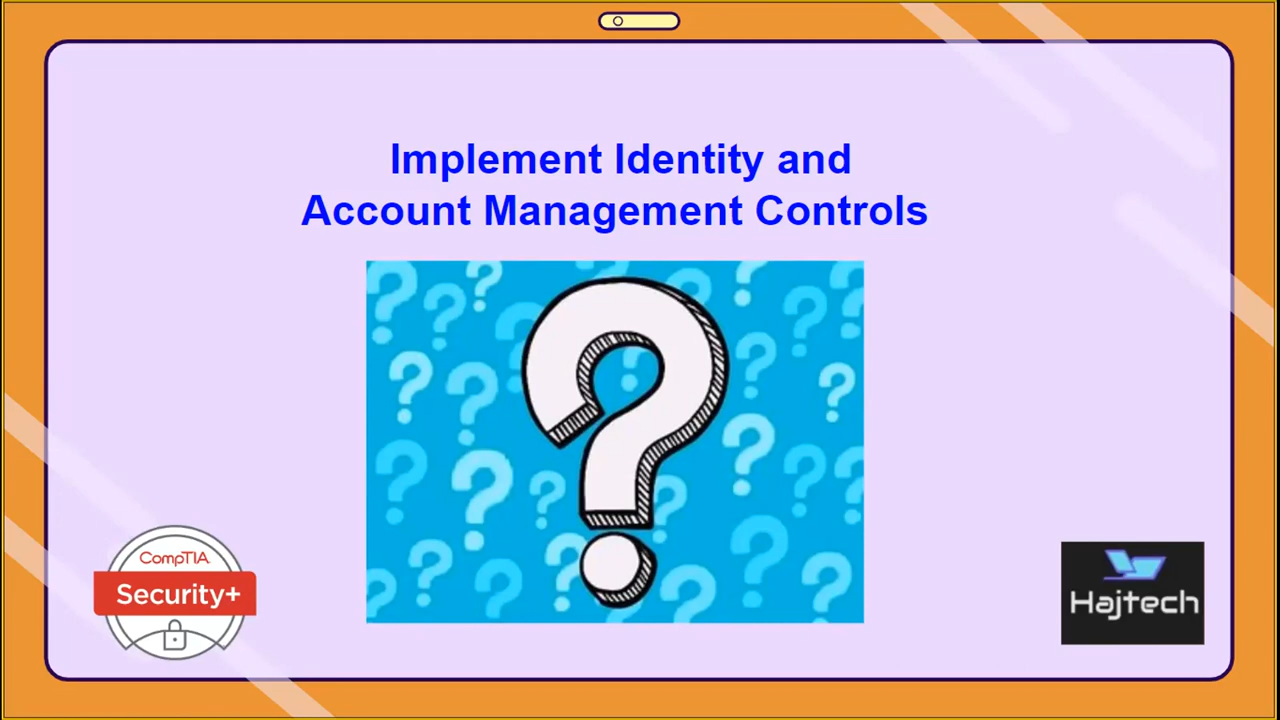 Implement Identity and
Account Management Controls
CompTIA
Security+
Hajtech